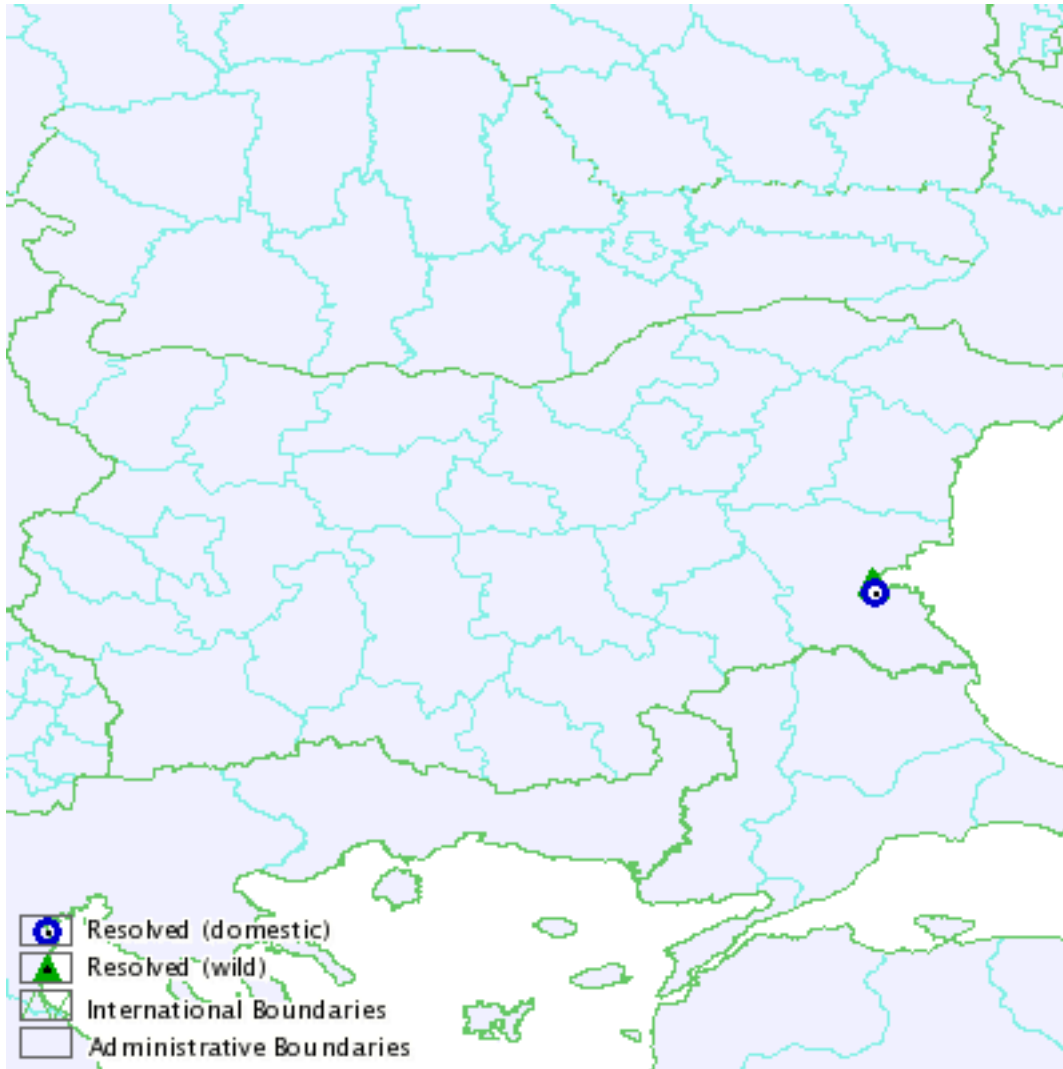 Resolved (domestic)
Resolved (wild)
International Boundaries
Administrative Boundaries